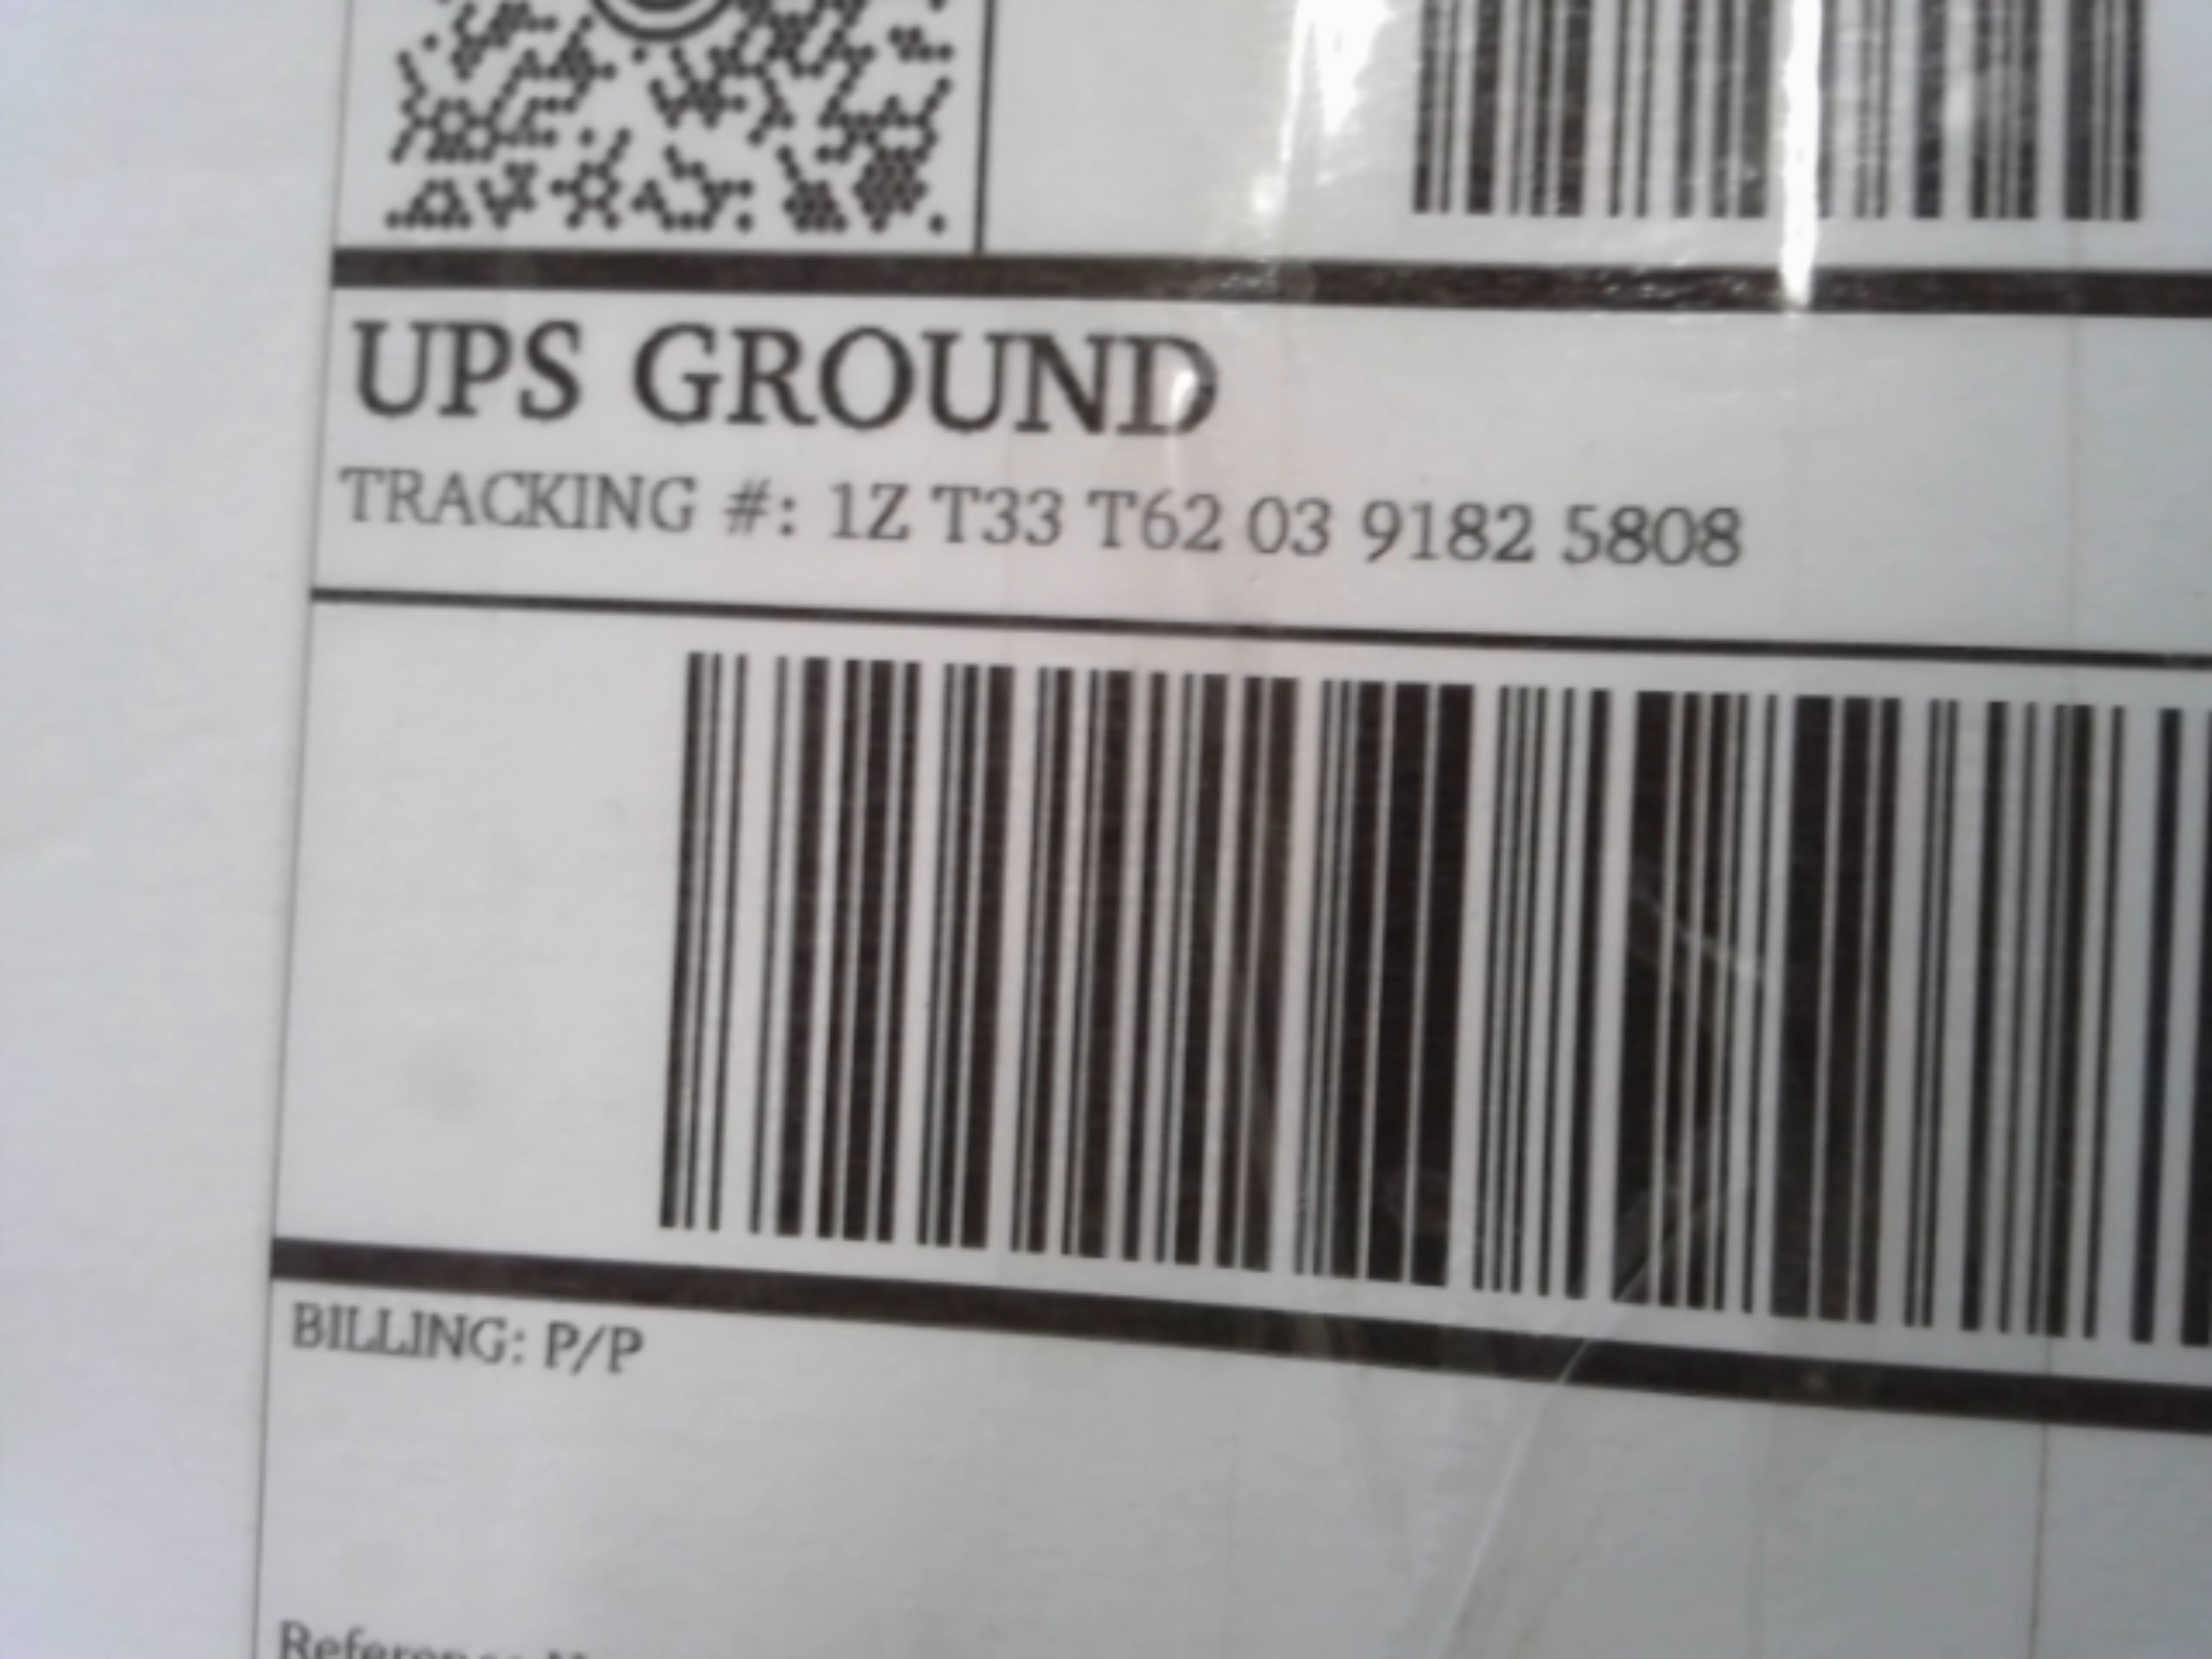 UPS GROUND
TRACKING #: 1Z T33 T62 03 9182 5808
BILLING: P/P